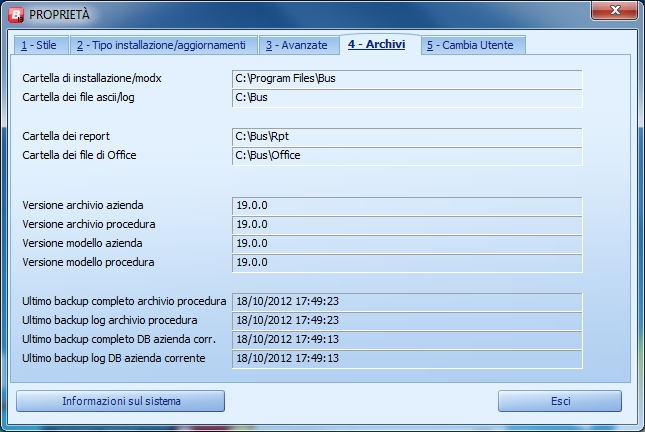 PROPRIETÀ
1 - Stile 2 - Tipo installazione/aggiornamenti 3 - Avanzate 4 - Archivi 5 - Cambia Utente
Cartella di installazione/modx C:\Program Files\Bus
Cartella dei file ascii/log C:\Bus
Cartella dei report C:\Bus\Rpt
Cartella dei file di Office C:\Bus\Office
Versione archivio azienda 19.0.0
Versione archivio procedura 19.0.0
Versione modello azienda 19.0.0
Versione modello procedura 19.0.0
Ultimo backup completo archivio procedura 18/10/2012 17:49:23
Ultimo backup log archivio procedura 18/10/2012 17:49:23
Ultimo backup completo DB azienda corr. 18/10/2012 17:49:13
Ultimo backup log DB azienda corrente 18/10/2012 17:49:13
Informazioni sul sistema Esci